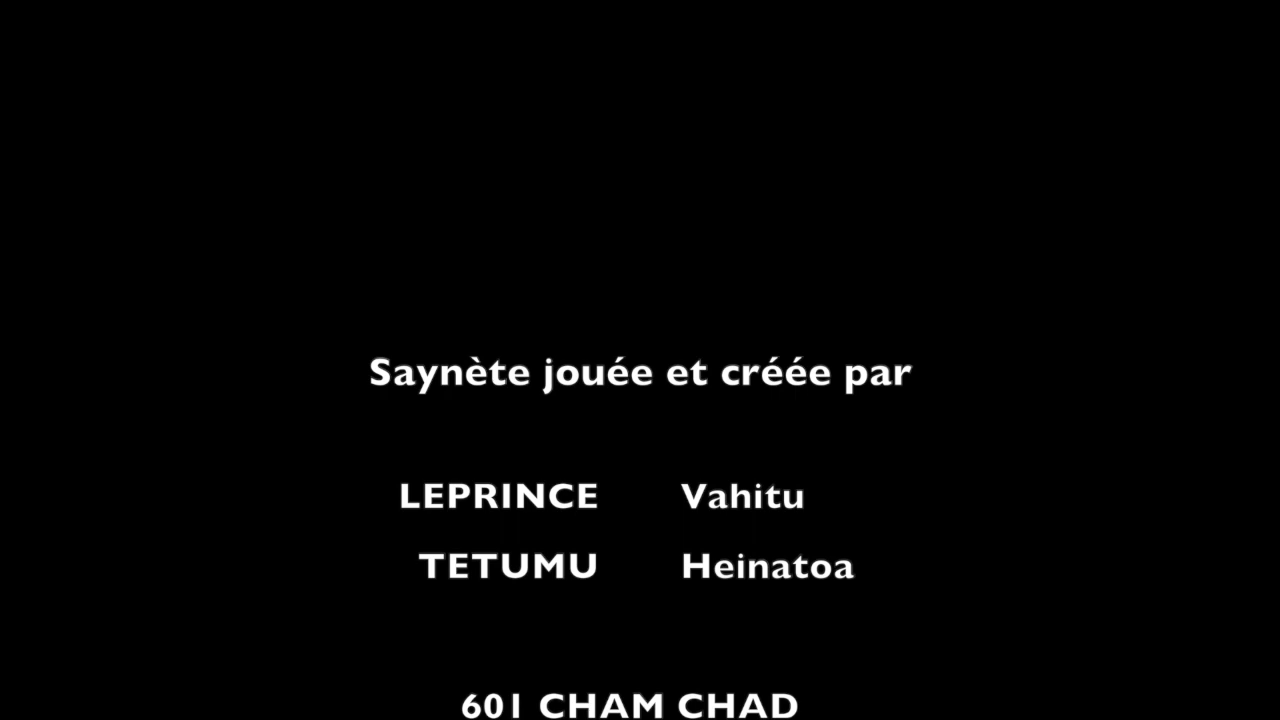 Saynète jouée et créée par
LEPRINCE Vahitu
TETUMU Heinatoa
601 CHAM CHAD